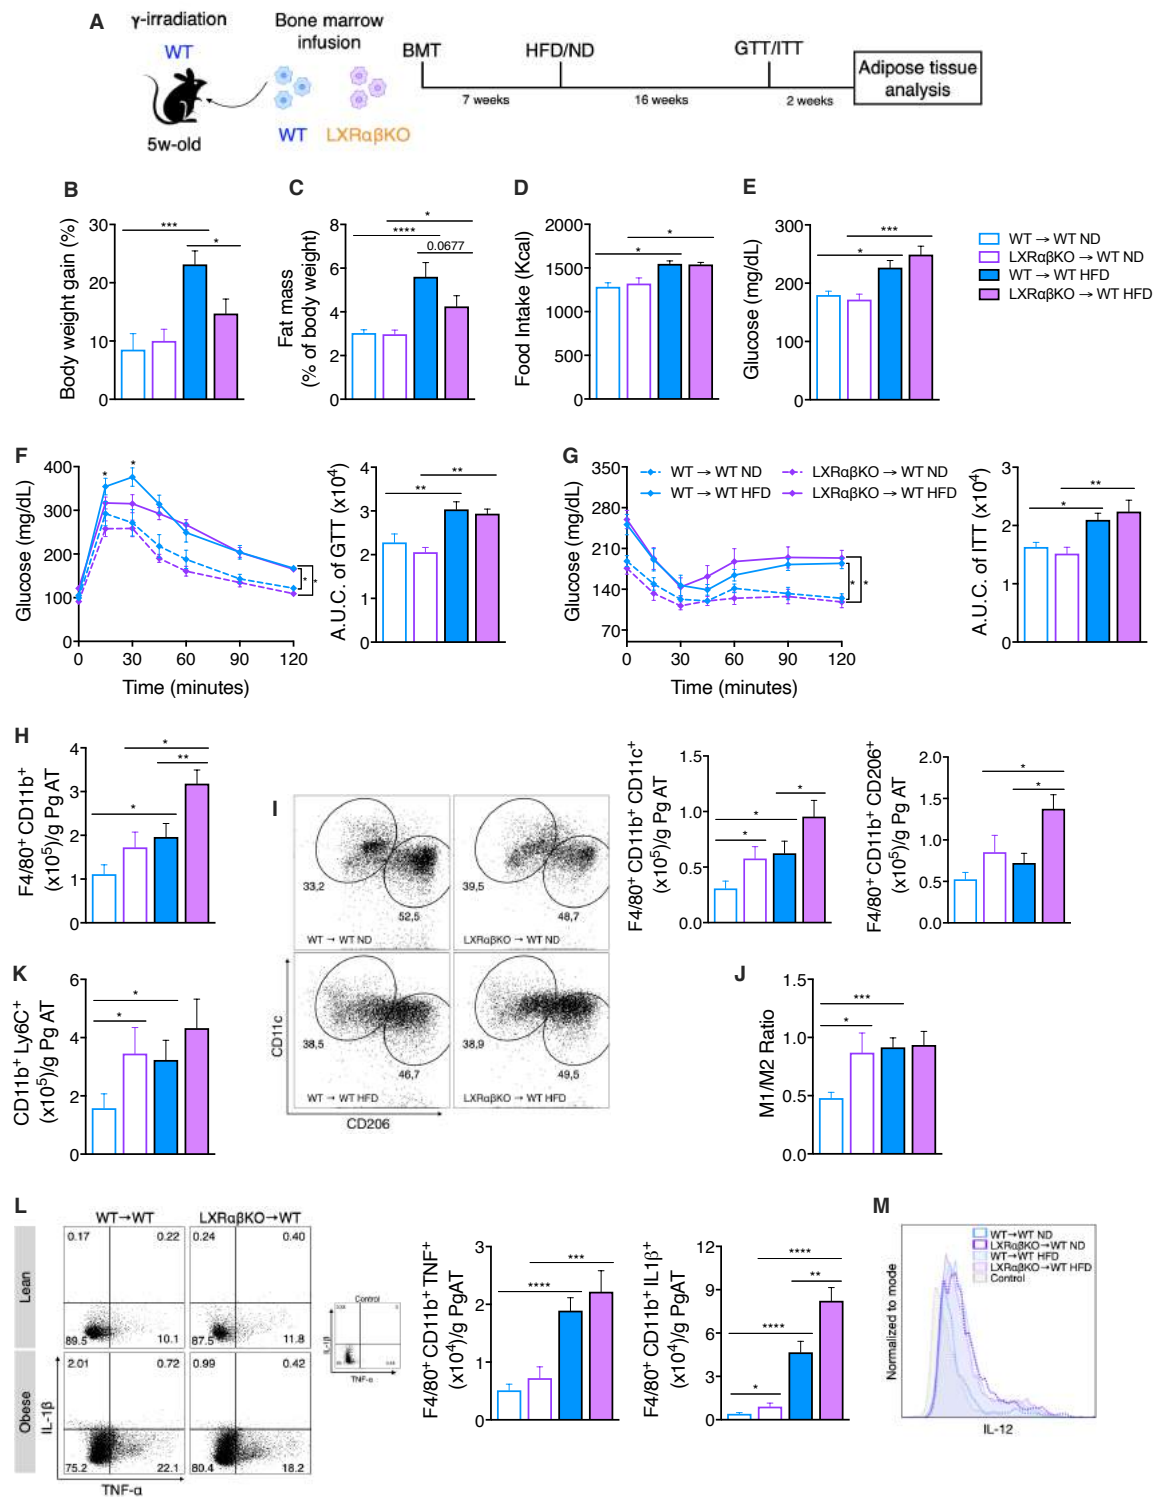 A
γ-irradiation
Bone marrow
infusion
WT
5w-old
WT
LXRαβKO
BMT
HFD/ND
GTT/ITT
7 weeks
16 weeks
2 weeks
Adipose tissue
analysis
B
Body weight gain (%)
30
20
10
0
***
*
C
Fat mass
(% of body weight)
8
6
4
2
0
*
****
0.0677
D
Food Intake (Kcal)
2000
1500
1000
500
0
*
*
E
Glucose (mg/dL)
300
200
100
0
***
*
WT → WT ND
LXRαβKO → WT ND
WT → WT HFD
LXRαβKO → WT HFD
F
Glucose (mg/dL)
400
300
200
100
0
* *
* *
0 30 60 90 120
Time (minutes)
A.U.C. of GTT (x10⁴)
4
3
2
1
0
**
**
G
Glucose (mg/dL)
350
280
210
140
70
WT → WT ND
WT → WT HFD
LXRαβKO → WT ND
LXRαβKO → WT HFD
* *
0 30 60 90 120
Time (minutes)
A.U.C. of ITT (x10⁴)
3
2
1
0
**
*
H
F4/80⁺ CD11b⁺
(x10⁵)/g Pg AT
4
3
2
1
0
*
**
*
I
33,2
52,5
WT → WT ND
39,5
48,7
LXRαβKO → WT ND
38,5
46,7
WT → WT HFD
38,9
49,5
LXRαβKO → WT HFD
CD11c
CD206
F4/80⁺ CD11b⁺ CD11c⁺
(x10⁵)/g Pg AT
1.5
1.0
0.5
0.0
*
*
*
F4/80⁺ CD11b⁺ CD206⁺
(x10⁵)/g Pg AT
2.0
1.5
1.0
0.5
0.0
*
*
J
M1/M2 Ratio
1.5
1.0
0.5
0.0
***
*
K
CD11b⁺ Ly6C⁺
(x10⁵)/g Pg AT
6
4
2
0
*
*
L
WT→WT
LXRαβKO→WT
Lean
0.17 0.22
89.5 10.1
0.24 0.40
87.5 11.8
Obese
2.01 0.72
75.2 22.1
0.99 0.42
80.4 18.2
IL-1β
TNF-α
Control
IL-1β
TNF-α
F4/80⁺ CD11b⁺ TNF⁺
(x10⁴)/g PgAT
3
2
1
0
***
****
F4/80⁺ CD11b⁺ IL1β⁺
(x10⁴)/g PgAT
12
9
6
3
0
****
**
****
*
M
Normalized to mode
WT→WT ND
LXRαβKO→WT ND
WT→WT HFD
LXRαβKO→WT HFD
Control
IL-12